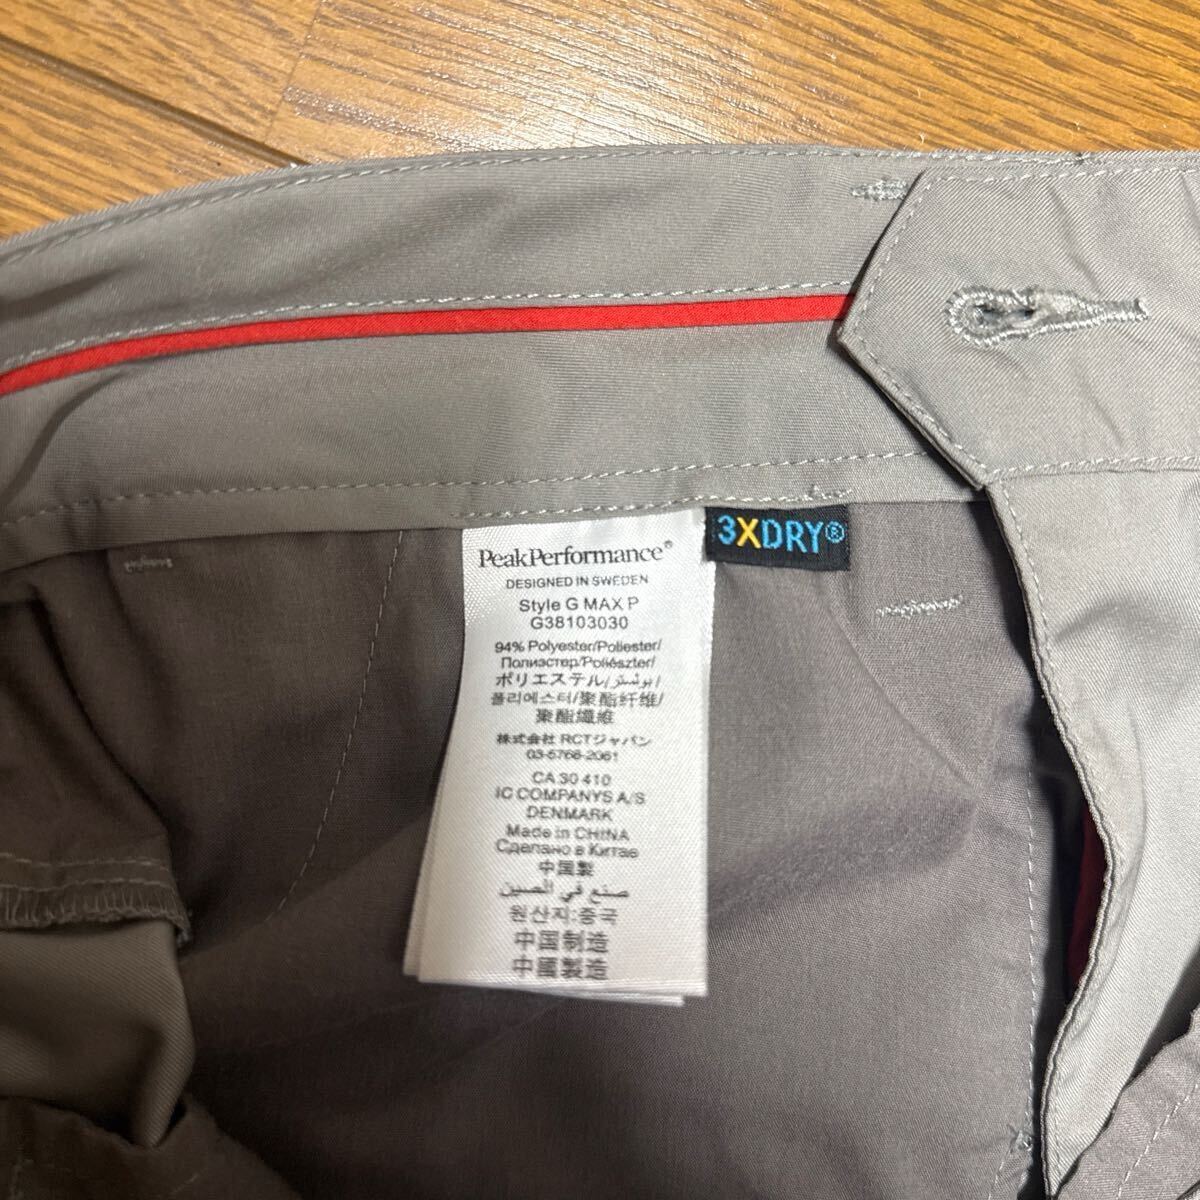 PeakPerformance®
DESIGNED IN SWEDEN
Style G MAX P
G38103030
94% Polyester/Poliester/
Полиэстер/Poliészter/
ポリエステル/بوليستر/
폴리에스터/聚酯纤维/
聚酯纖維
株式会社 RCTジャパン
03-5766-2061
CA 30 410
IC COMPANYS A/S
DENMARK
Made in CHINA
Сделано в Китае
中国製
صنع في الصين
원산지:중국
中国制造
中國製造
3XDRY®